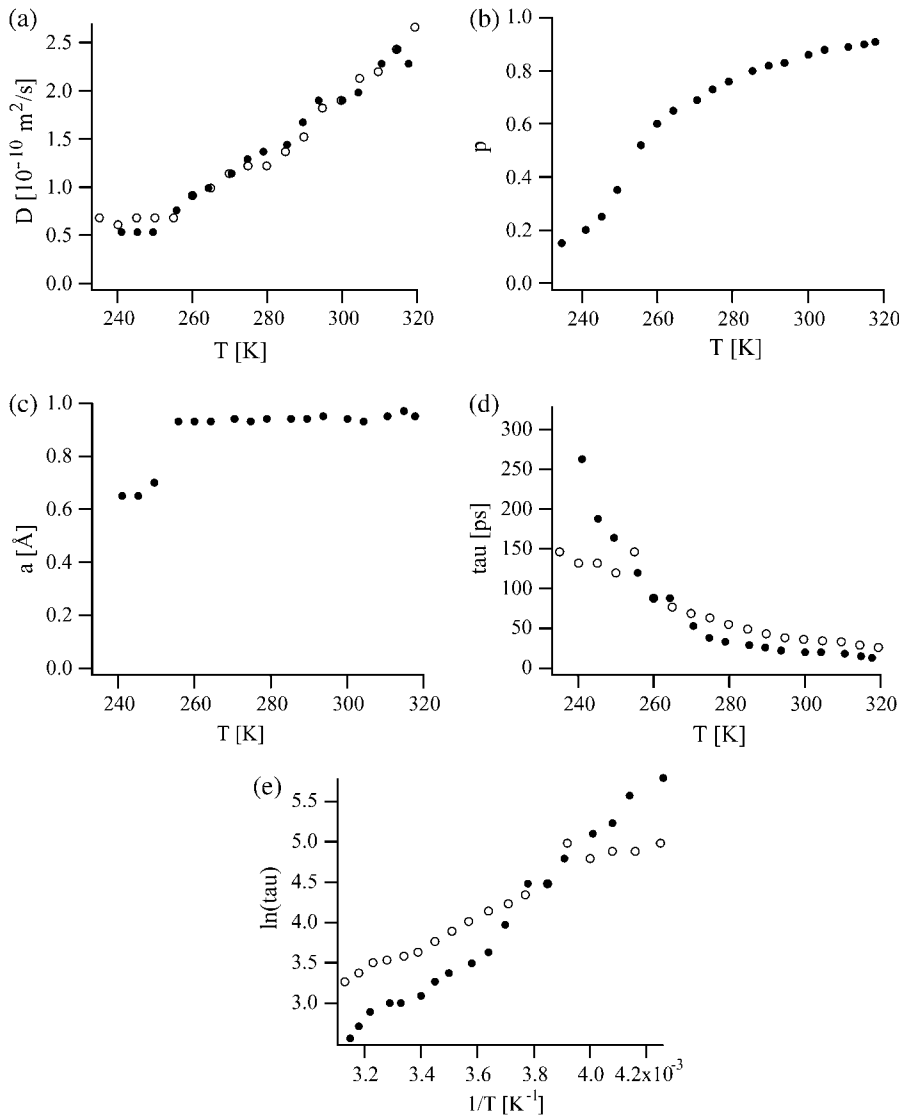 (a)
2.5
2.0
1.5
1.0
0.5
0.0
D [10⁻¹⁰ m²/s]
240 260 280 300 320
T [K]
(b)
1.0
0.8
0.6
0.4
0.2
0.0
p
240 260 280 300 320
T [K]
(c)
1.0
0.8
0.6
0.4
0.2
0.0
a [Å]
240 260 280 300 320
T [K]
(d)
300
250
200
150
100
50
0
tau [ps]
240 260 280 300 320
T [K]
(e)
5.5
5.0
4.5
4.0
3.5
3.0
ln(tau)
3.2 3.4 3.6 3.8 4.0 4.2x10⁻³
1/T [K⁻¹]